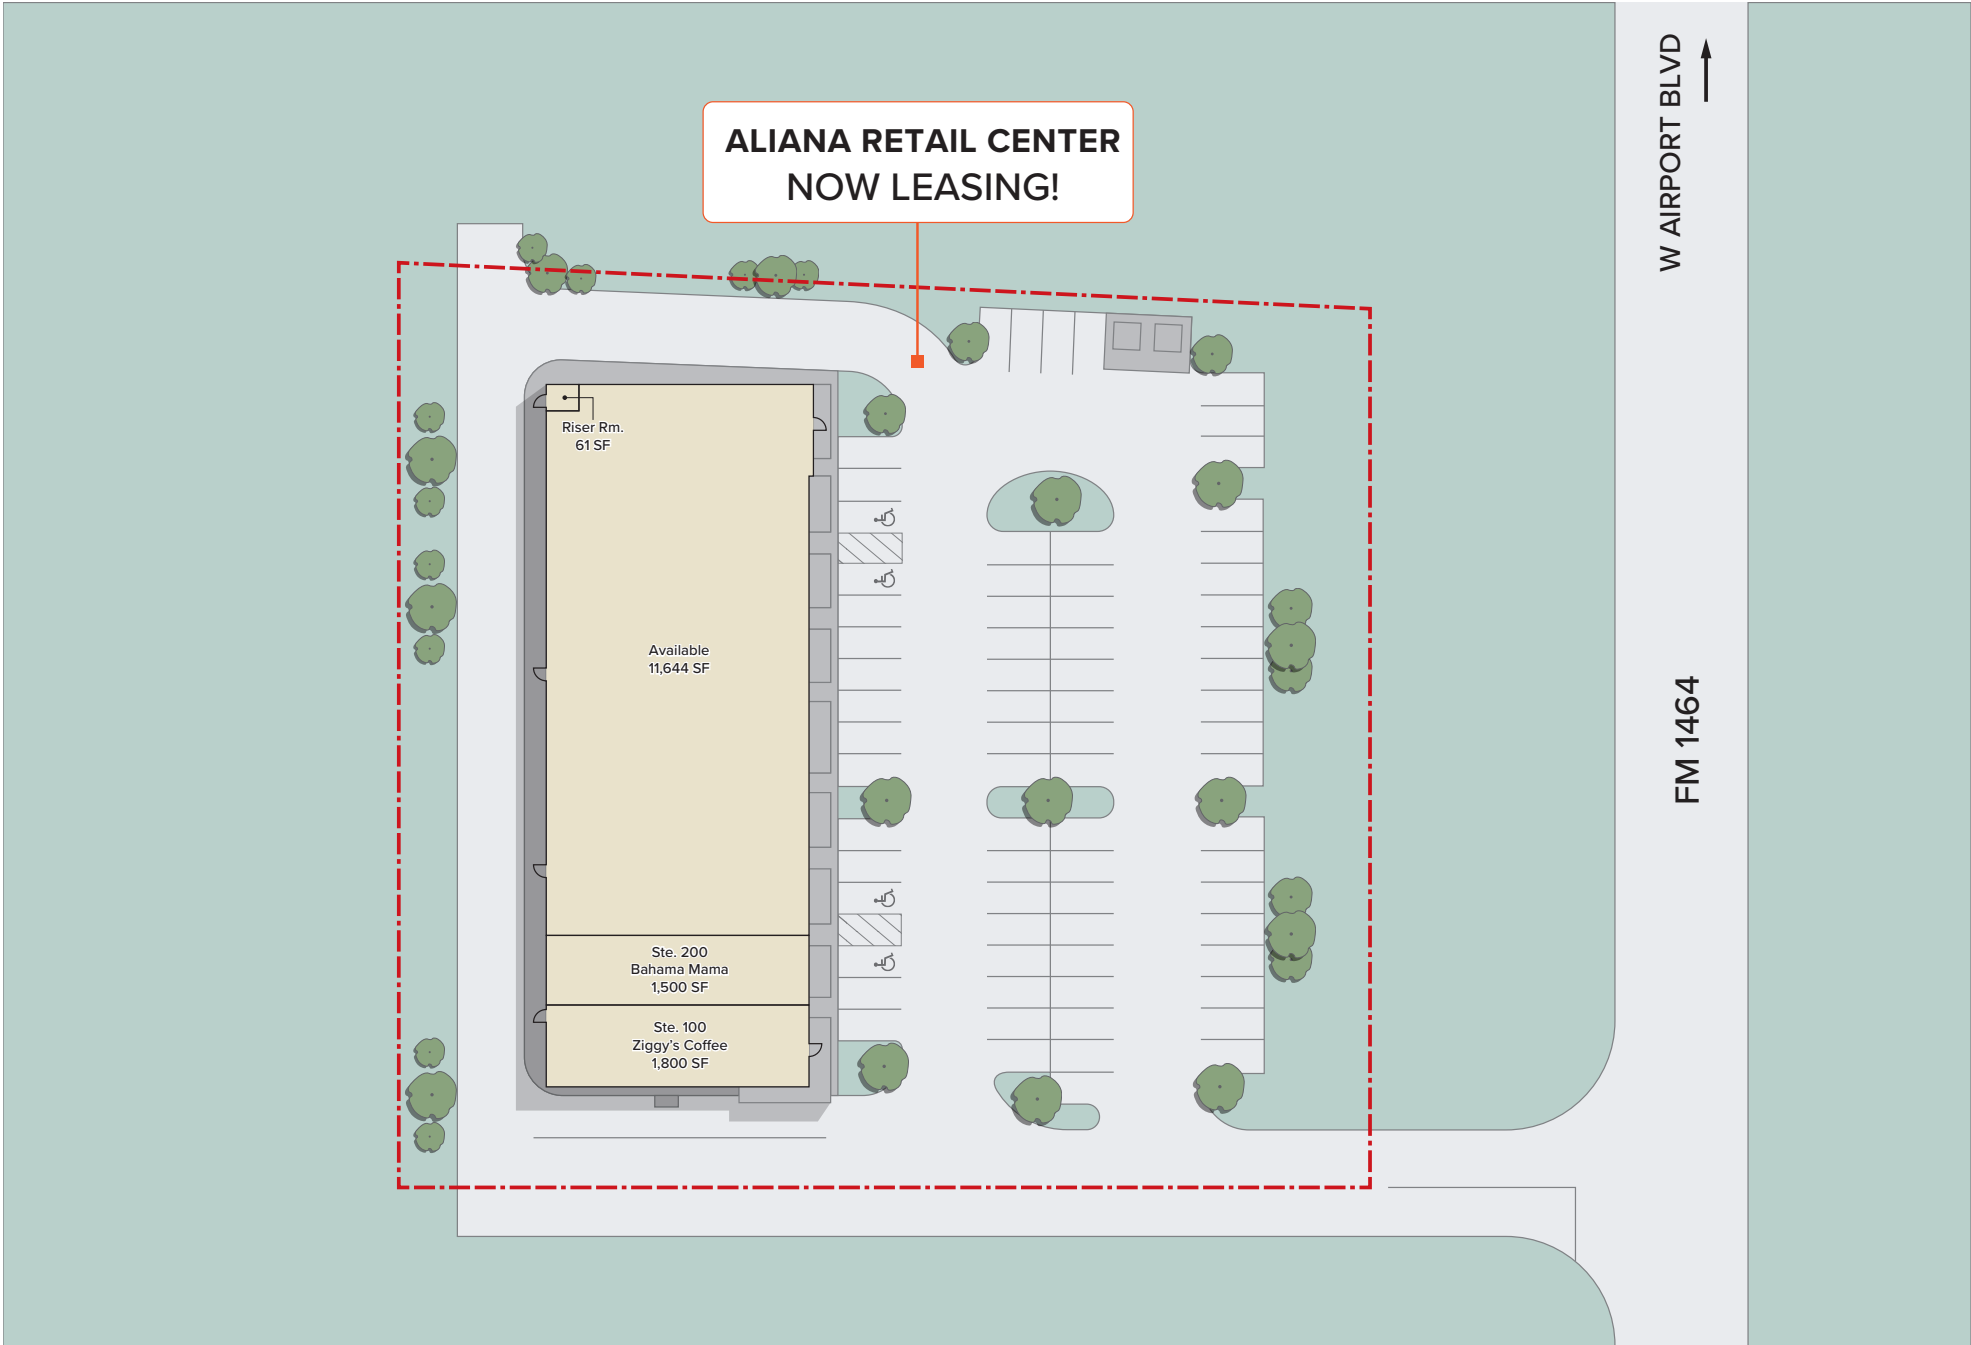 ALIANA RETAIL CENTER
NOW LEASING!
W AIRPORT BLVD
Riser Rm.
61 SF
Available
11,644 SF
FM 1464
Ste. 200
Bahama Mama
1,500 SF
Ste. 100
Ziggy's Coffee
1,800 SF